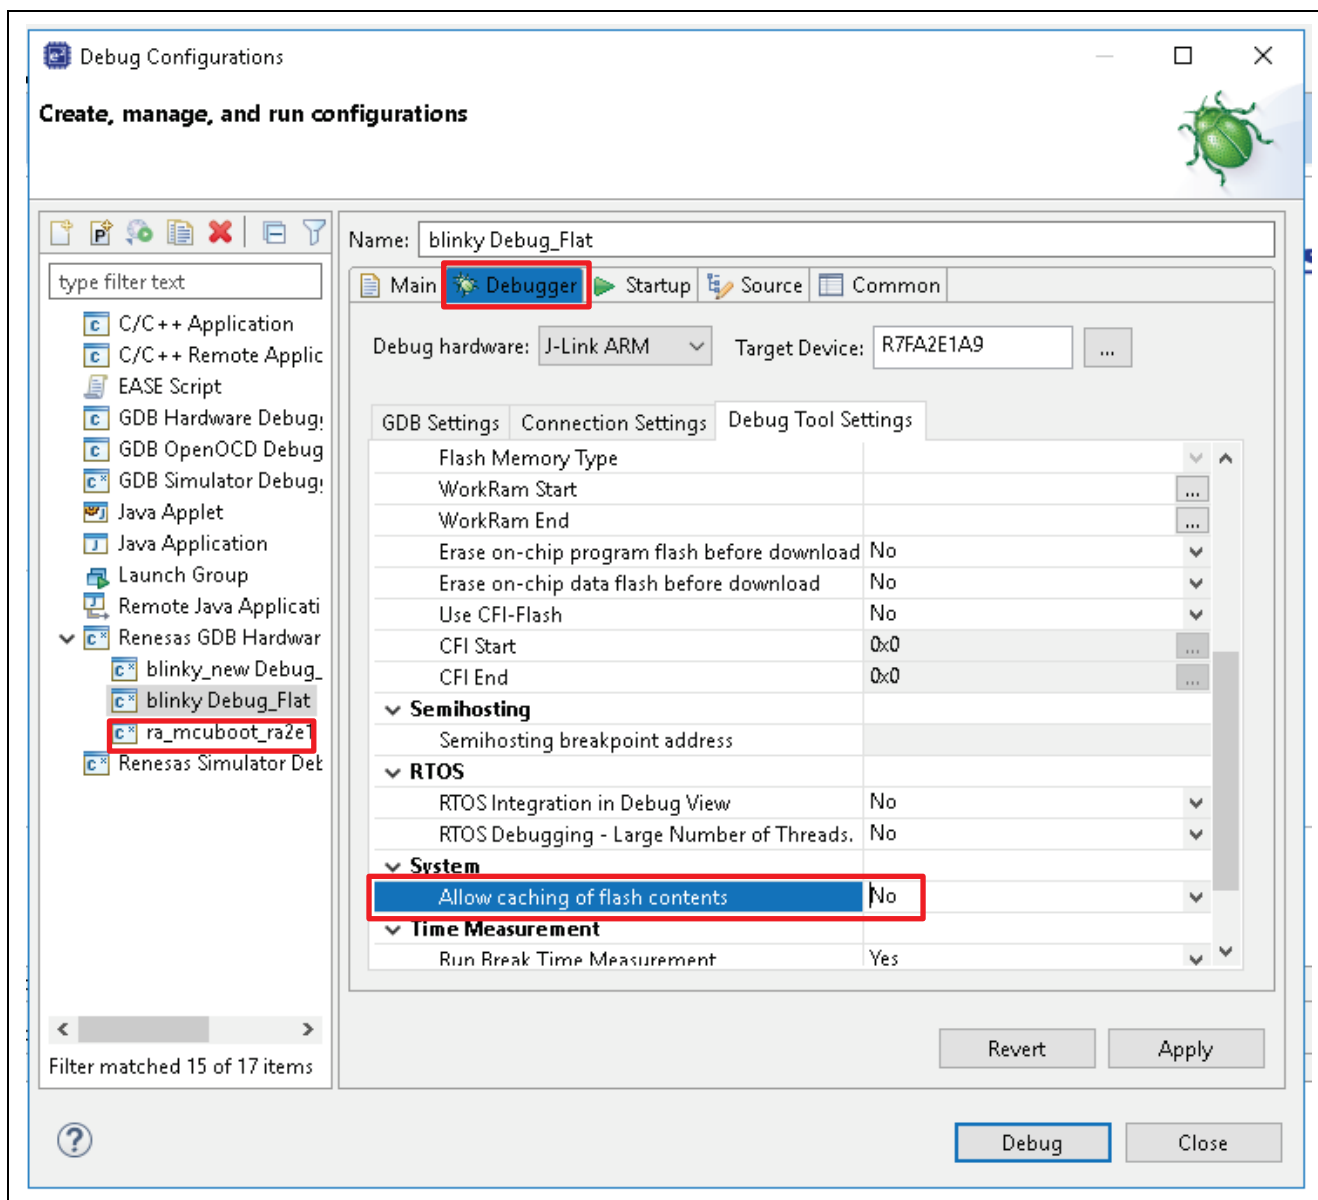 Debug Configurations
Create, manage, and run configurations
type filter text
C/C++ Application
C/C++ Remote Applic
EASE Script
GDB Hardware Debug
GDB OpenOCD Debug
GDB Simulator Debug
Java Applet
Java Application
Launch Group
Remote Java Applicati
Renesas GDB Hardwar
blinky_new Debug_
blinky Debug_Flat
ra_mcuboot_ra2e1
Renesas Simulator Deb
Filter matched 15 of 17 items
Name: blinky Debug_Flat
Main Debugger Startup Source Common
Debug hardware: J-Link ARM Target Device: R7FA2E1A9 ...
GDB Settings Connection Settings Debug Tool Settings
Flash Memory Type
WorkRam Start ...
WorkRam End ...
Erase on-chip program flash before download No
Erase on-chip data flash before download No
Use CFI-Flash No
CFI Start 0x0 ...
CFI End 0x0 ...
Semihosting
Semihosting breakpoint address
RTOS
RTOS Integration in Debug View No
RTOS Debugging - Large Number of Threads. No
System
Allow caching of flash contents No
Time Measurement
Run Break Time Measurement Yes
Revert Apply
? Debug Close